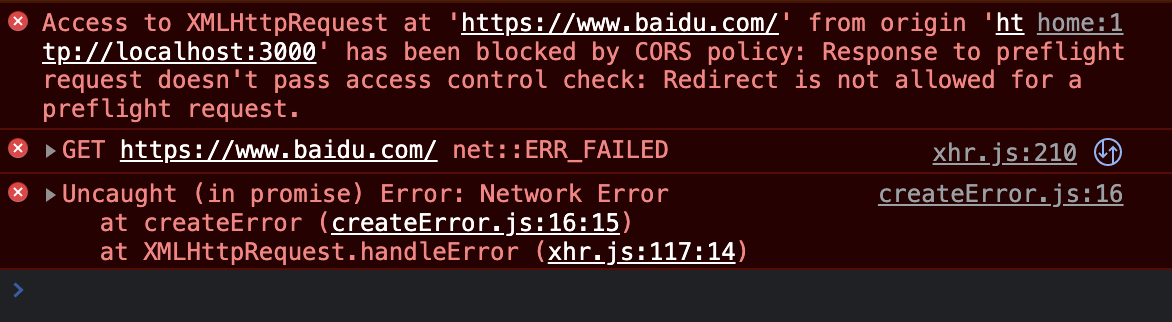 Access to XMLHttpRequest at 'https://www.baidu.com/' from origin 'ht home:1
tp://localhost:3000' has been blocked by CORS policy: Response to preflight
request doesn't pass access control check: Redirect is not allowed for a
preflight request.
GET https://www.baidu.com/ net::ERR_FAILED xhr.js:210
Uncaught (in promise) Error: Network Error createError.js:16
at createError (createError.js:16:15)
at XMLHttpRequest.handleError (xhr.js:117:14)